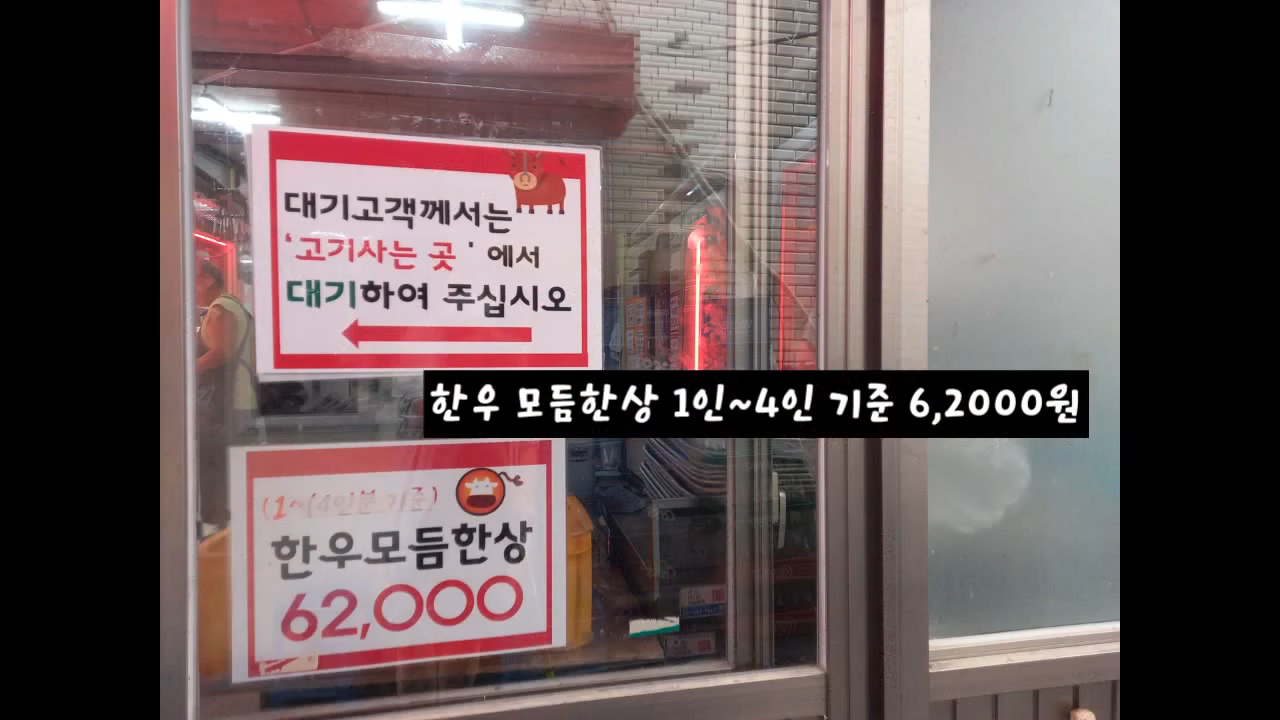 대기고객께서는
'고기사는 곳 ' 에서
대기하여 주십시오
한우 모듬한상 1인~4인 기준 6,2000원
(1~(4인분 기준)
한우모듬한상
62,000